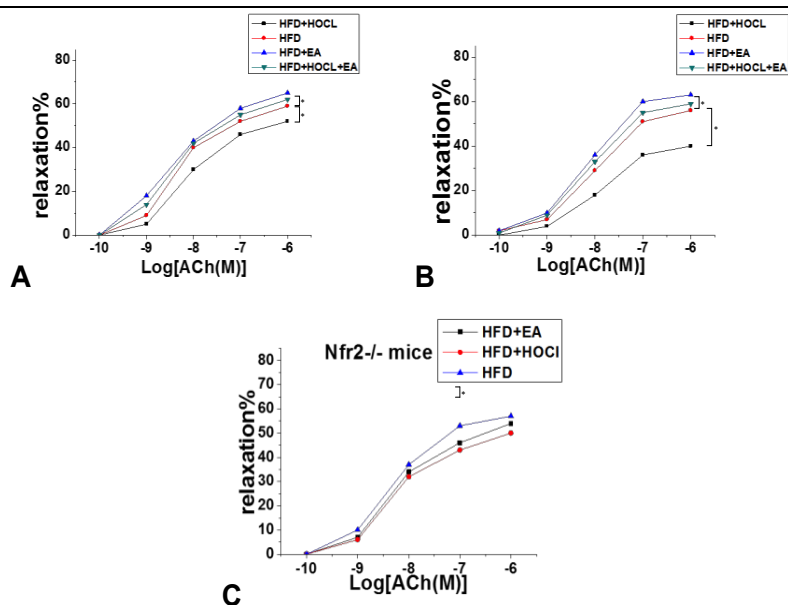 HFD+HOCL
HFD
HFD+EA
HFD+HOCL+EA
80
60
40
20
0
relaxation%
-10 -9 -8 -7 -6
Log[ACh(M)]
*
*
A
HFD+HOCL
HFD
HFD+EA
HFD+HOCL+EA
80
60
40
20
0
relaxation%
-10 -9 -8 -7 -6
Log[ACh(M)]
*
*
B
Nfr2-/- mice
HFD+EA
HFD+HOCl
HFD
80
70
60
50
40
30
20
10
0
relaxation%
*
-10 -9 -8 -7 -6
Log[ACh(M)]
C